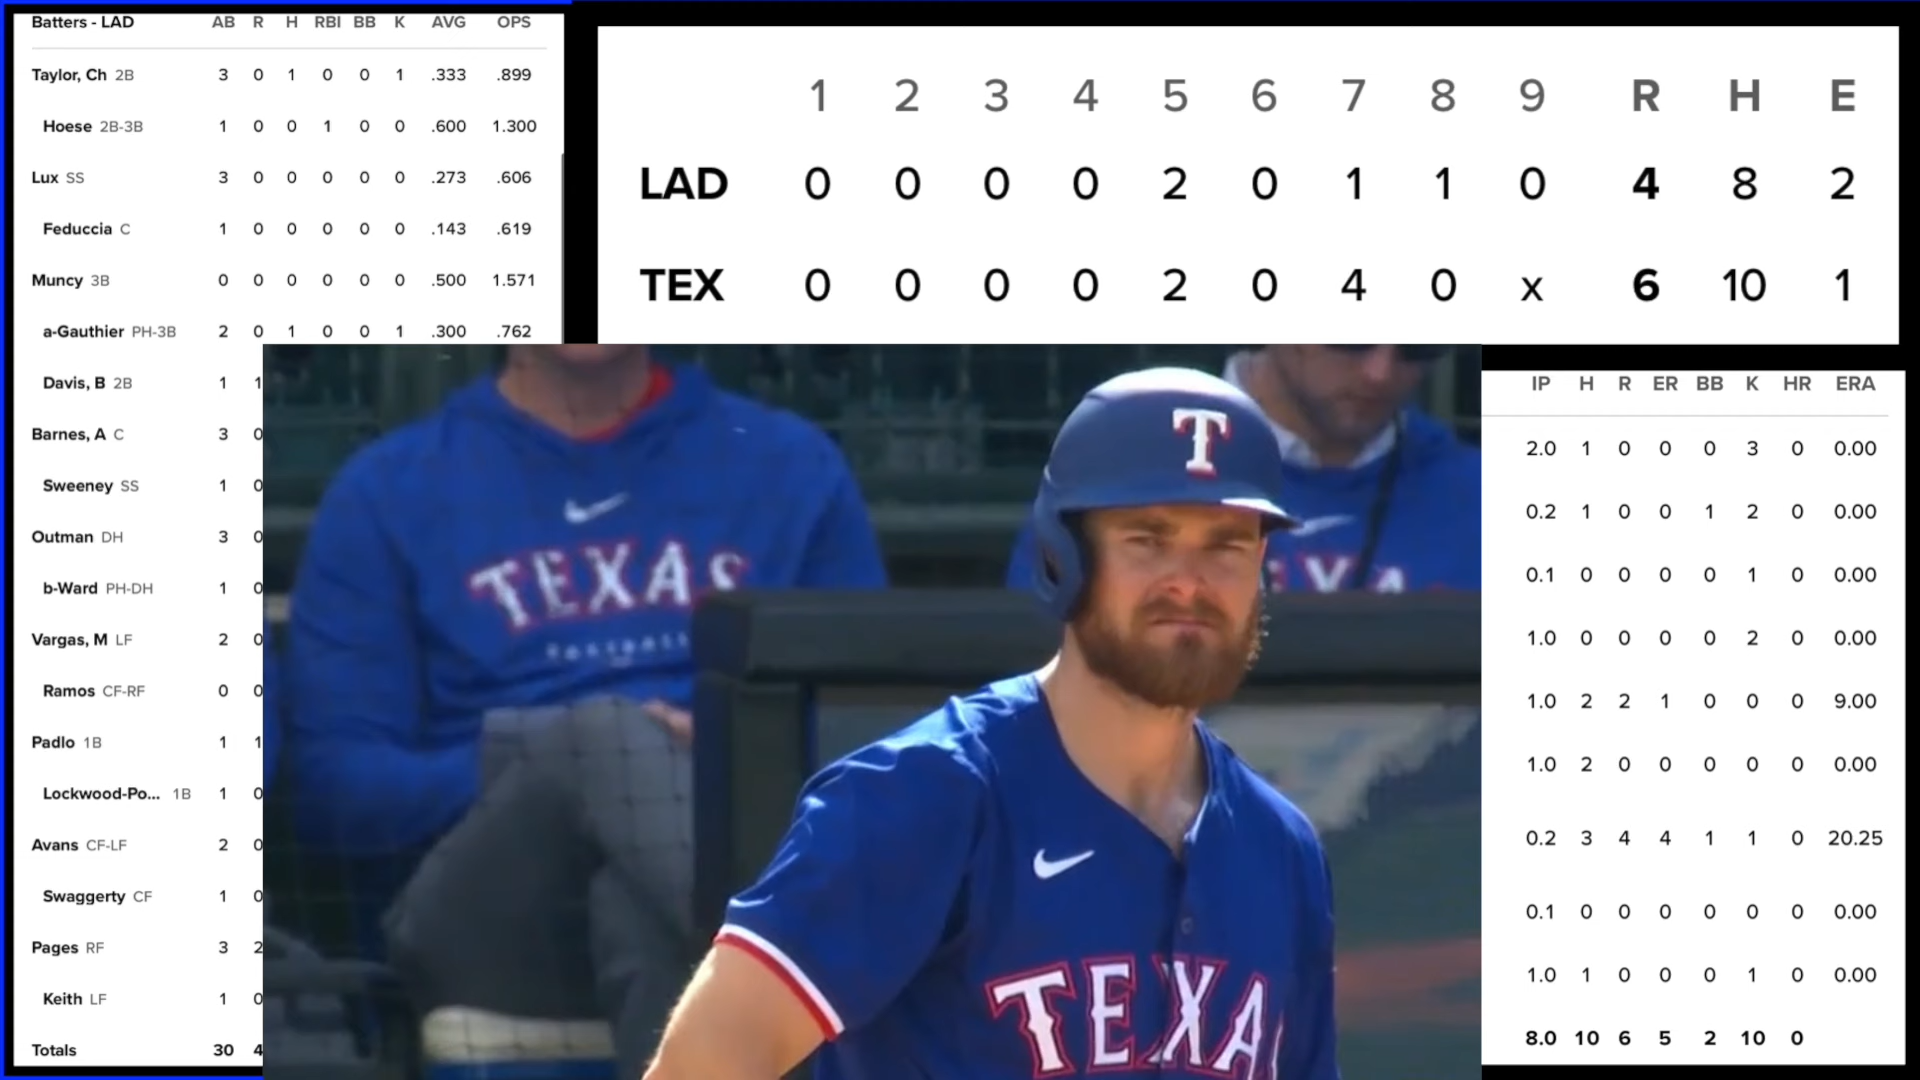 Batters - LAD AB R H RBI BB K AVG OPS
Taylor, Ch 2B 3 0 1 0 0 1 .333 .899
Hoese 2B-3B 1 0 0 1 0 0 .600 1.300
Lux SS 3 0 0 0 0 0 .273 .606
Feduccia C 1 0 0 0 0 0 .143 .619
Muncy 3B 0 0 0 0 0 0 .500 1.571
a-Gauthier PH-3B 2 0 1 0 0 1 .300 .762
Davis, B 2B 1 1
Barnes, A C 3 0
Sweeney SS 1 0
Outman DH 3 0
b-Ward PH-DH 1 0
Vargas, M LF 2 0
Ramos CF-RF 0 0
Padlo 1B 1 1
Lockwood-Po... 1B 1 0
Avans CF-LF 2 0
Swaggerty CF 1 0
Pages RF 3 2
Keith LF 1 0
Totals 30 4
1 2 3 4 5 6 7 8 9 R H E
LAD 0 0 0 0 2 0 1 1 0 4 8 2
TEX 0 0 0 0 2 0 4 0 x 6 10 1
IP H R ER BB K HR ERA
2.0 1 0 0 0 3 0 0.00
0.2 1 0 0 1 2 0 0.00
0.1 0 0 0 0 1 0 0.00
1.0 0 0 0 0 2 0 0.00
1.0 2 2 1 0 0 0 9.00
1.0 2 0 0 0 0 0 0.00
0.2 3 4 4 1 1 0 20.25
0.1 0 0 0 0 0 0 0.00
1.0 1 0 0 0 1 0 0.00
8.0 10 6 5 2 10 0
T
TEXAS
TEXA